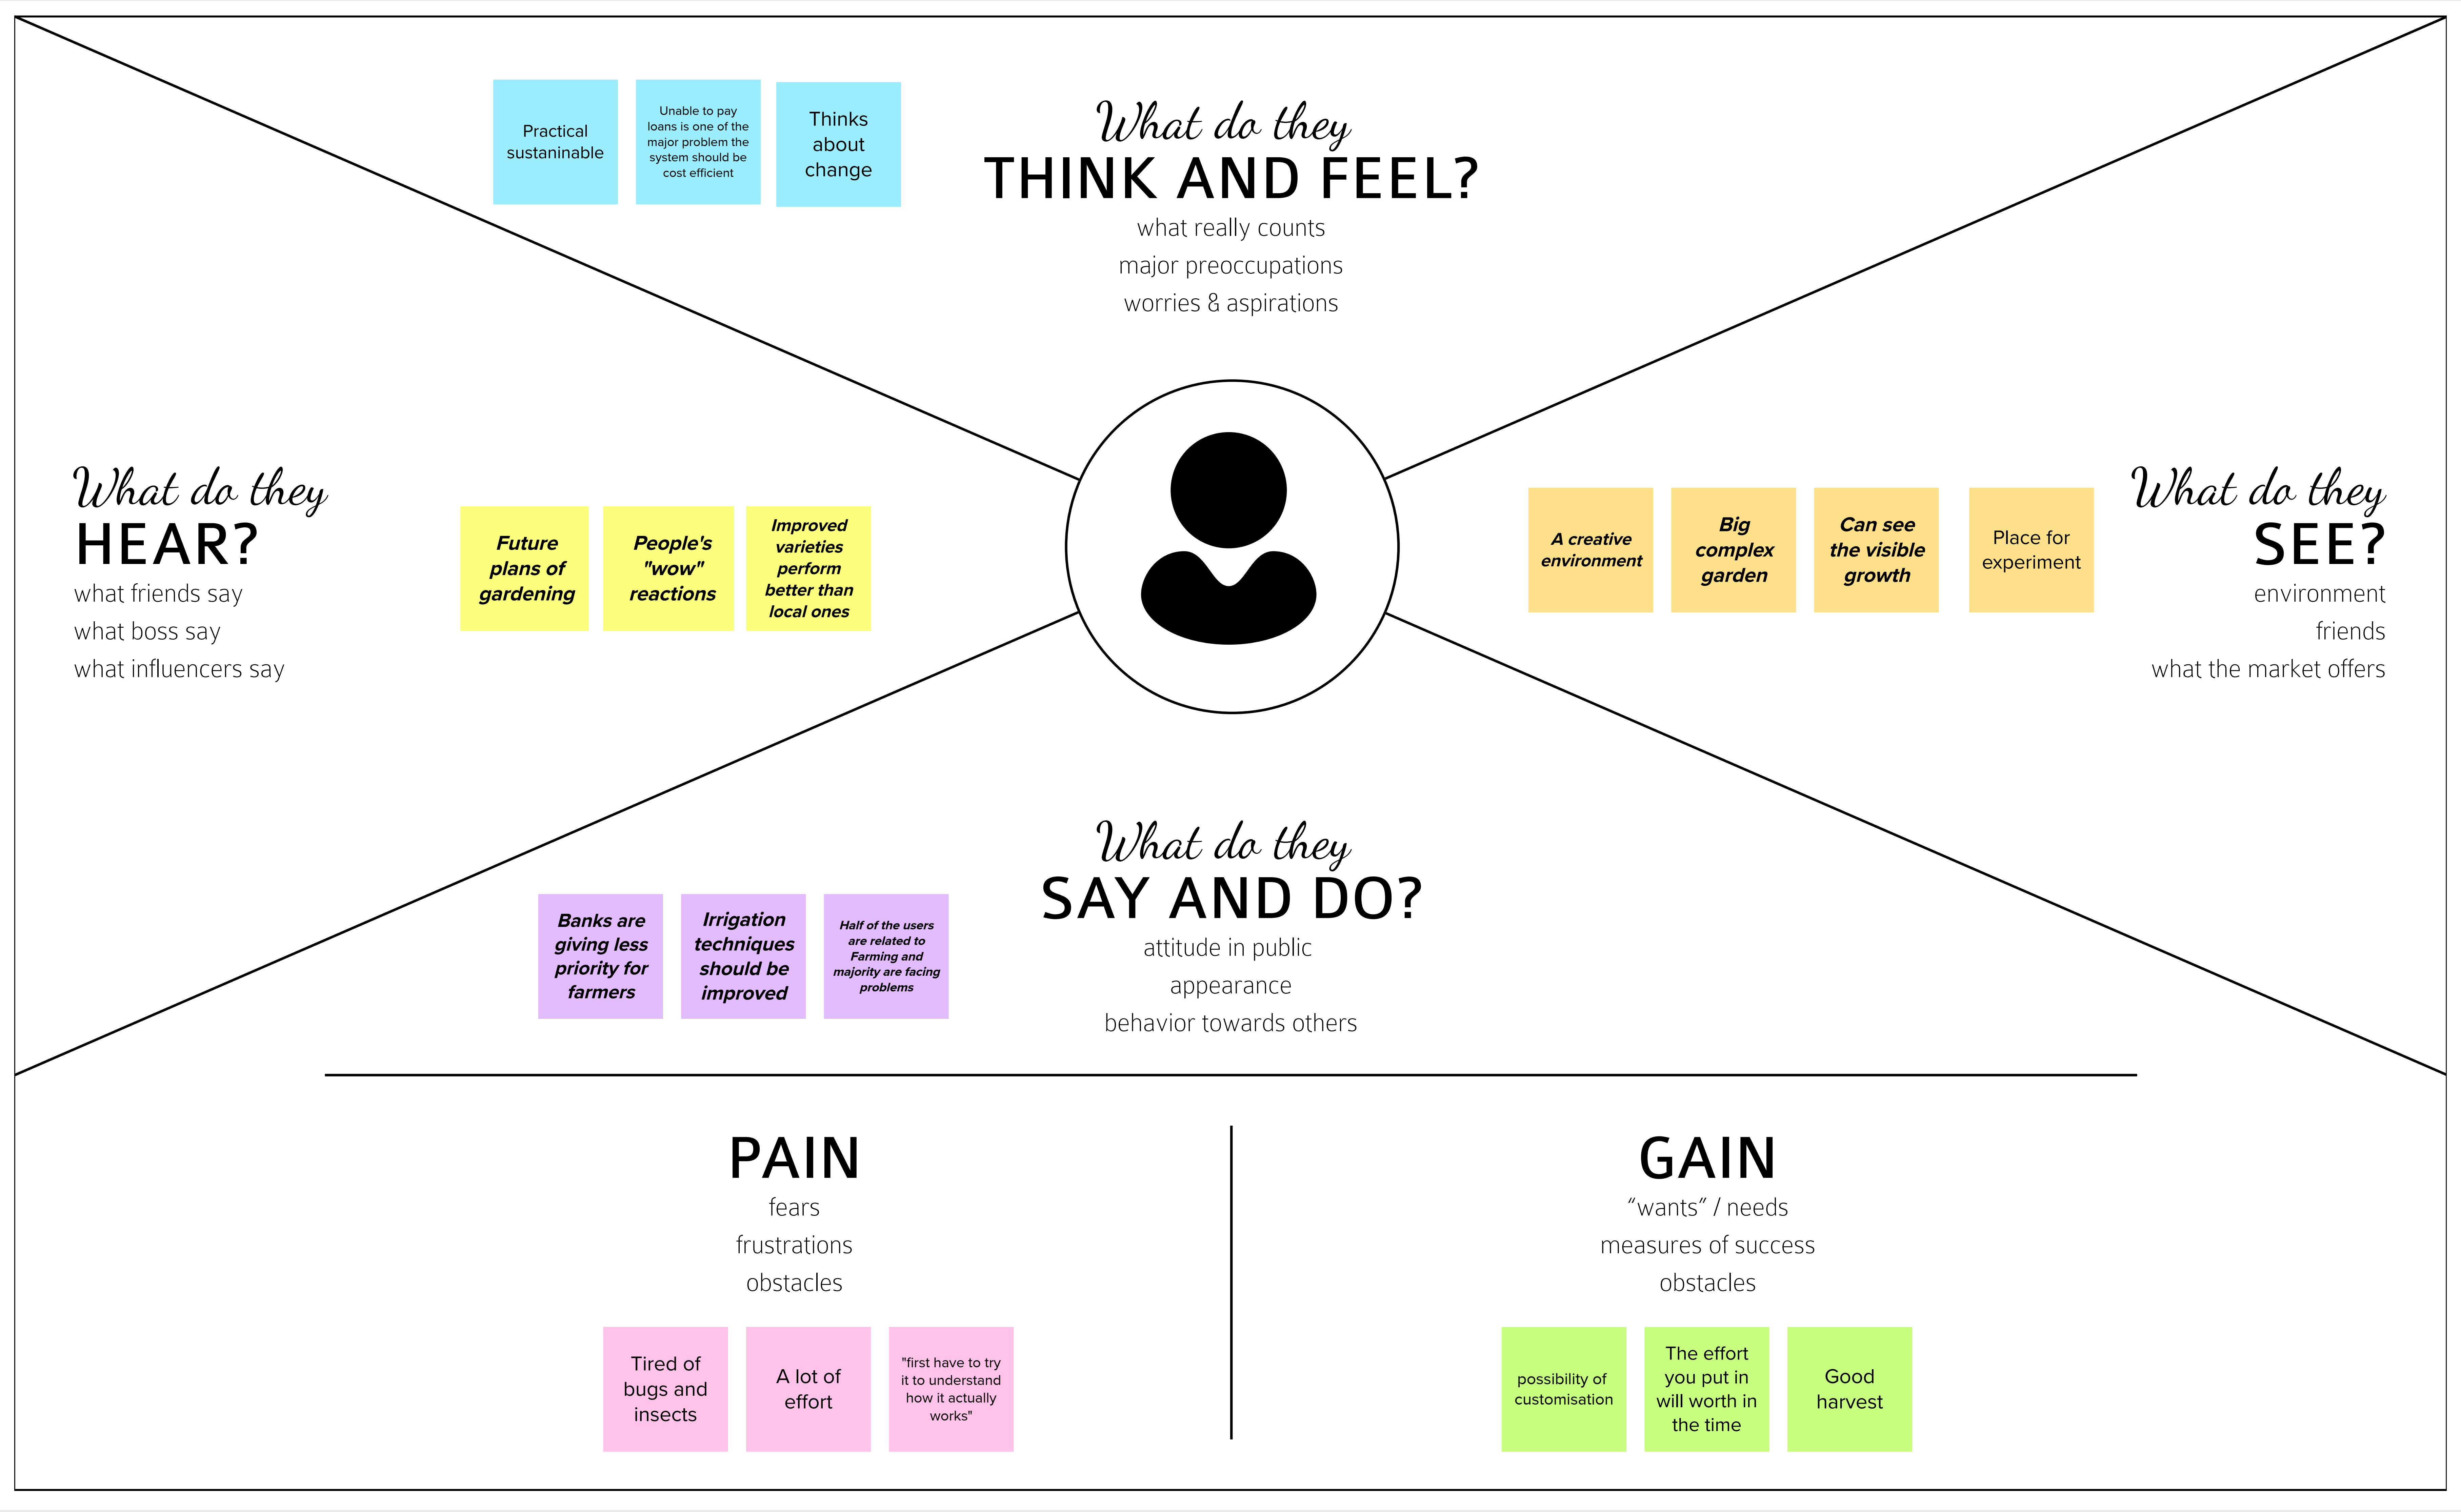 What do they
THINK AND FEEL?
what really counts
major preoccupations
worries & aspirations
Practical
sustaninable
Unable to pay
loans is one of the
major problem the
system should be
cost efficient
Thinks
about
change
What do they
HEAR?
what friends say
what boss say
what influencers say
Future
plans of
gardening
People's
"wow"
reactions
Improved
varieties
perform
better than
local ones
A creative
environment
Big
complex
garden
Can see
the visible
growth
Place for
experiment
What do they
SEE?
environment
friends
what the market offers
What do they
SAY AND DO?
attitude in public
appearance
behavior towards others
Banks are
giving less
priority for
farmers
Irrigation
techniques
should be
improved
Half of the users
are related to
Farming and
majority are facing
problems
PAIN
fears
frustrations
obstacles
Tired of
bugs and
insects
A lot of
effort
"first have to try
it to understand
how it actually
works"
GAIN
“wants” / needs
measures of success
obstacles
possibility of
customisation
The effort
you put in
will worth in
the time
Good
harvest